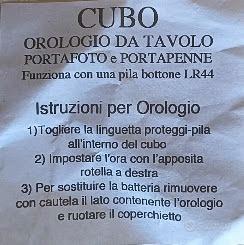 CUBO
OROLOGIO DA TAVOLO
PORTAFOTO e PORTAPENNE
Funziona con una pila bottone LR44
Istruzioni per Orologio
1)Togliere la linguetta proteggi-pila
all'interno del cubo
2) Impostare l'ora con l'apposita
rotella a destra
3) Per sostituire la batteria rimuovere
con cautela il lato contenente l'orologio
e ruotare il coperchietto